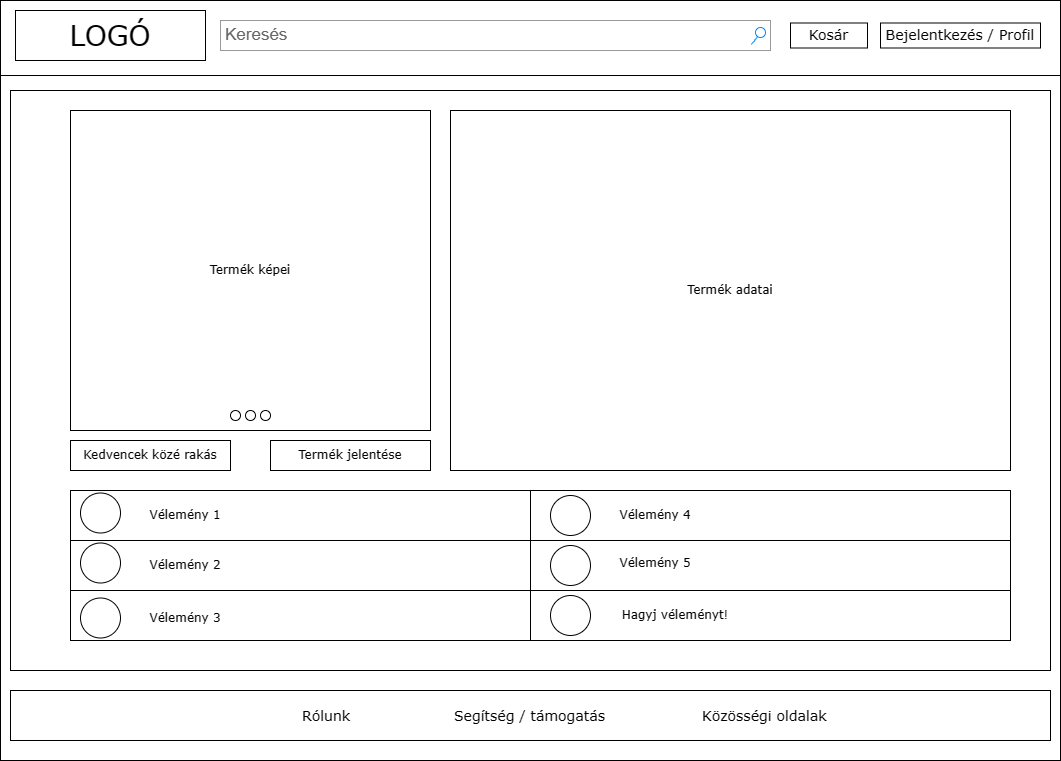 LOGÓ
Keresés
Kosár
Bejelentkezés / Profil
Termék képei
Termék adatai
Kedvencek közé rakás
Termék jelentése
Vélemény 1
Vélemény 4
Vélemény 2
Vélemény 5
Vélemény 3
Hagyj véleményt!
Rólunk
Segítség / támogatás
Közösségi oldalak